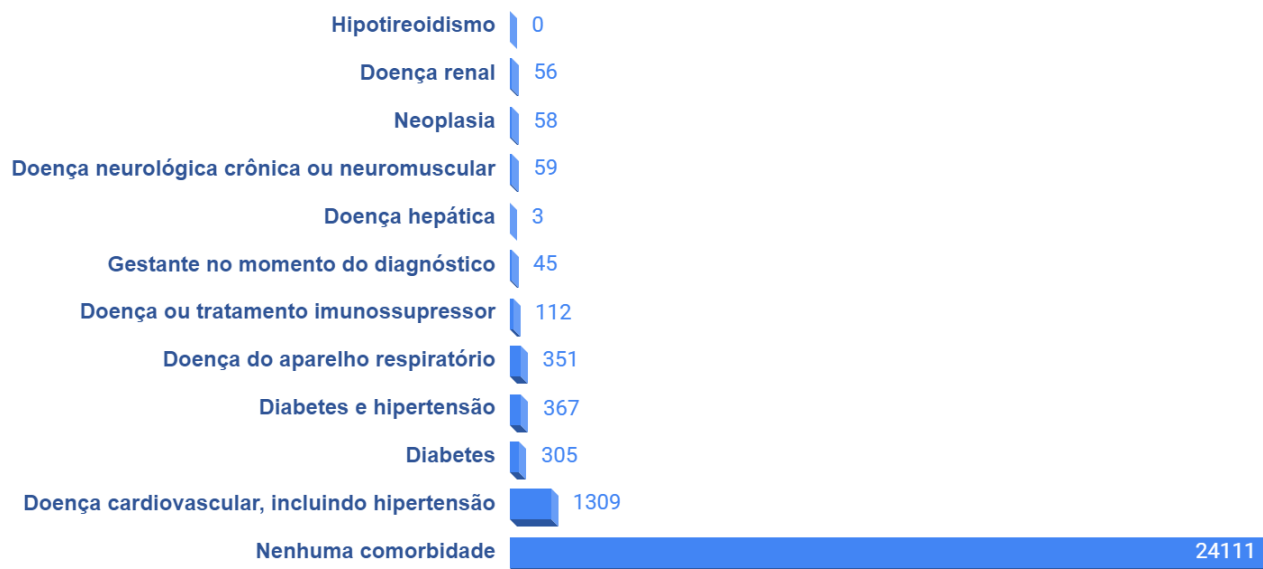 Hipotireoidismo 0
Doença renal 56
Neoplasia 58
Doença neurológica crônica ou neuromuscular 59
Doença hepática 3
Gestante no momento do diagnóstico 45
Doença ou tratamento imunossupressor 112
Doença do aparelho respiratório 351
Diabetes e hipertensão 367
Diabetes 305
Doença cardiovascular, incluindo hipertensão 1309
Nenhuma comorbidade 24111